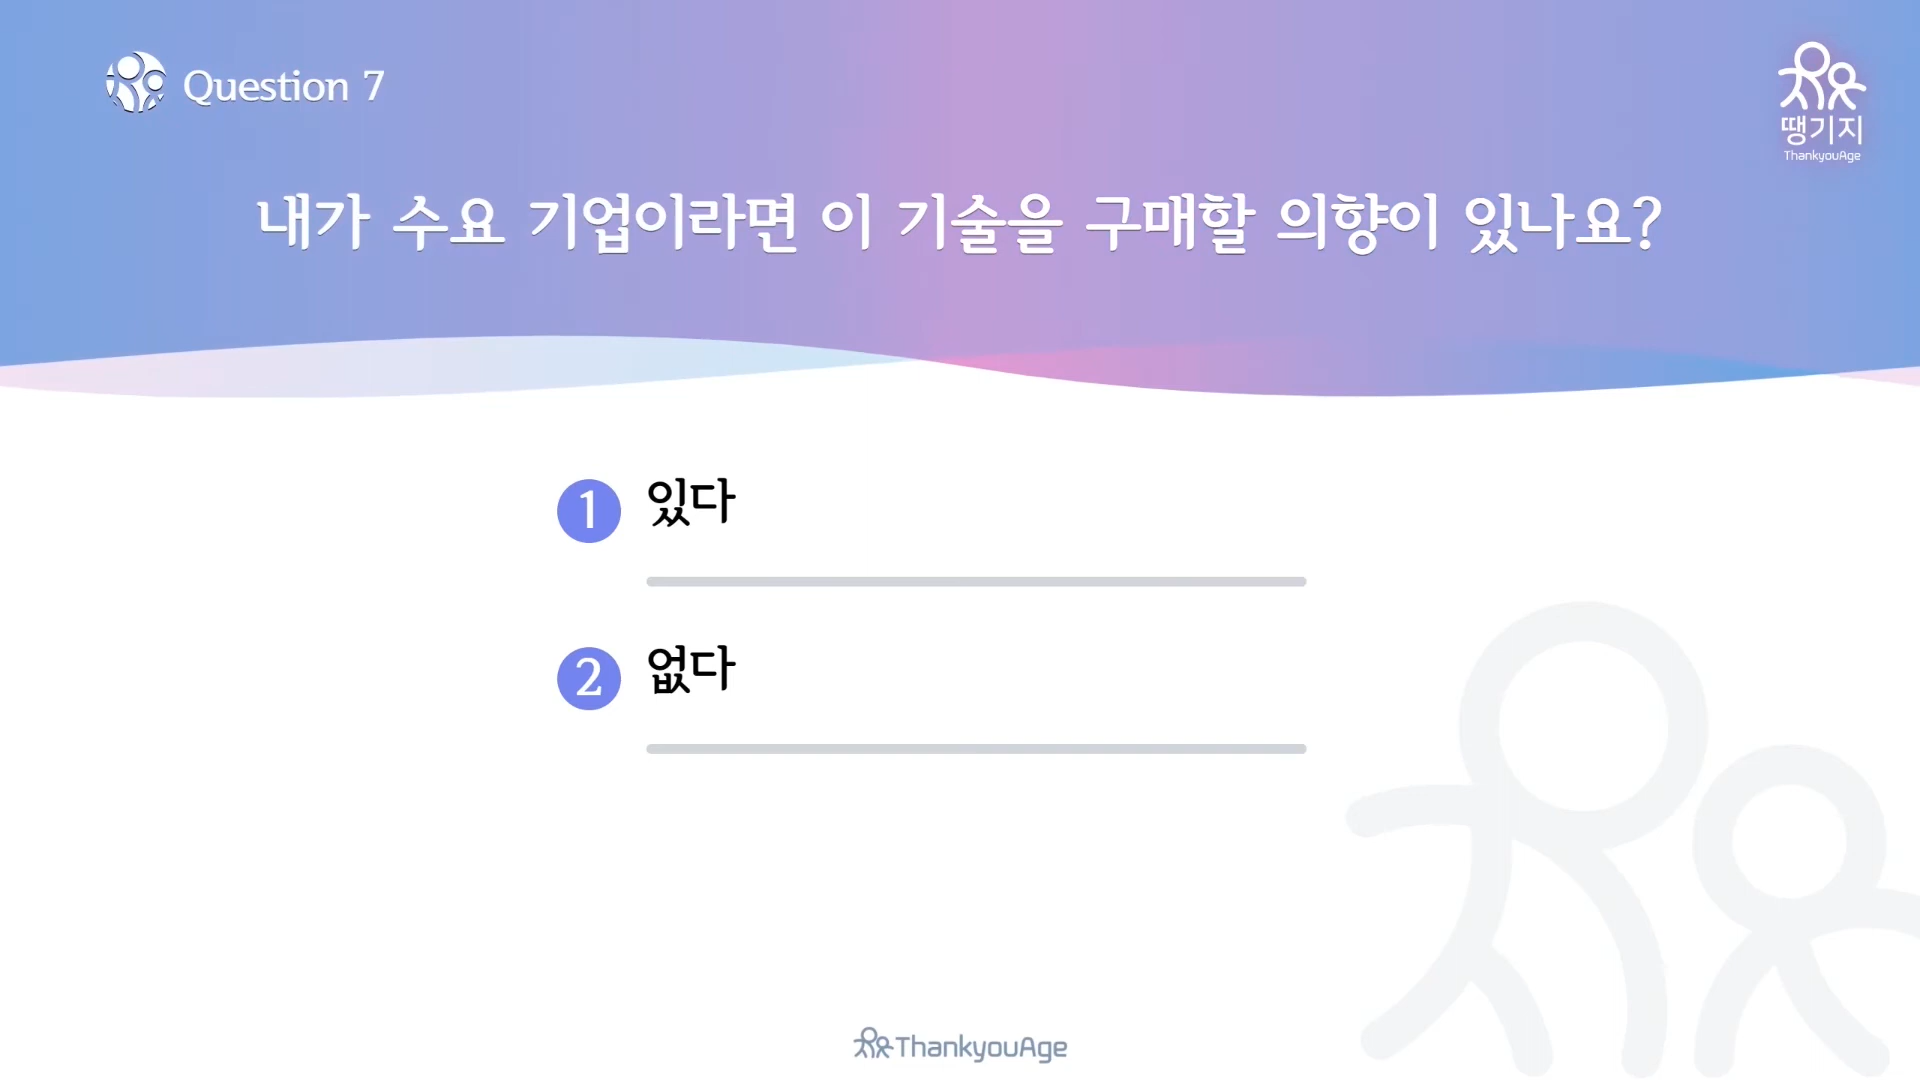 Question 7
땡기지
ThankyouAge
내가 수요 기업이라면 이 기술을 구매할 의향이 있나요?
1 있다
2 없다
ThankyouAge